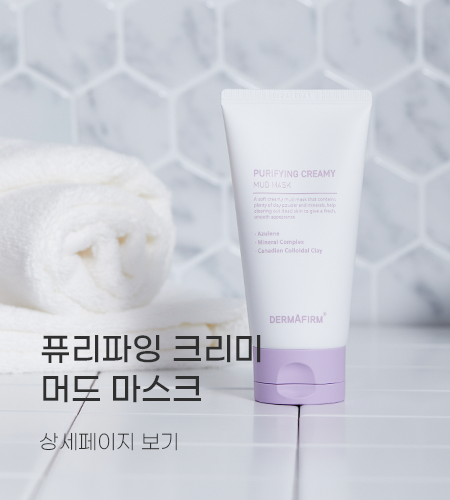 PURIFYING CREAMY
MUD MASK
- Azulene
- Mineral Complex
- Canadian Colloidal Clay
DERMAFIRM+
퓨리파잉 크리미
머드 마스크
상세페이지 보기